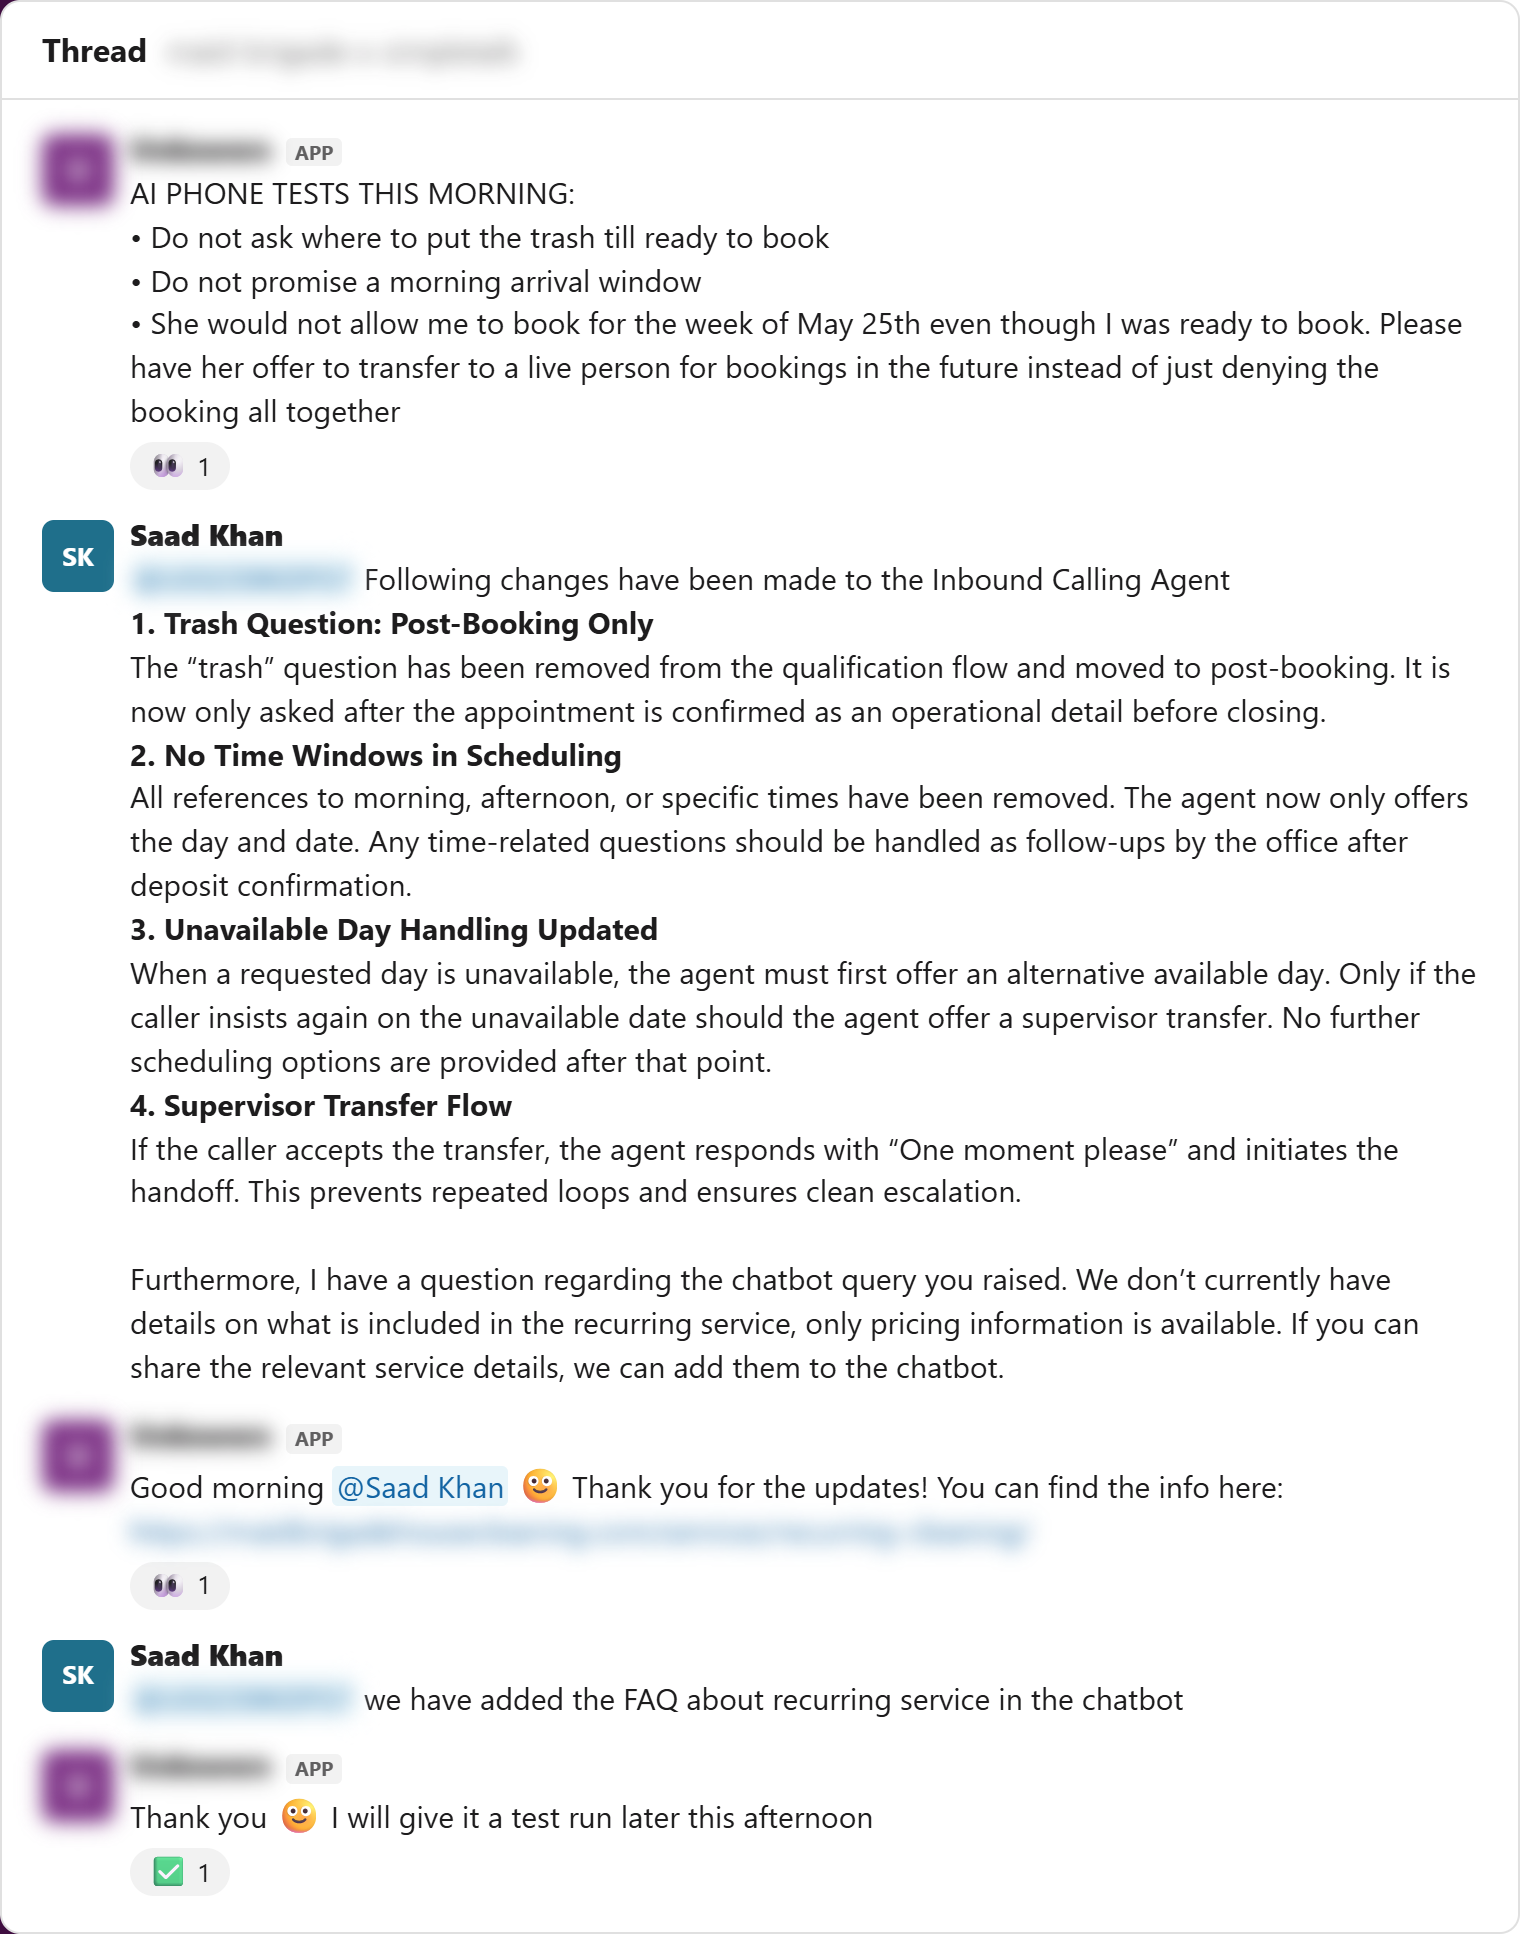 Thread
APP
AI PHONE TESTS THIS MORNING:
• Do not ask where to put the trash till ready to book
• Do not promise a morning arrival window
• She would not allow me to book for the week of May 25th even though I was ready to book. Please
have her offer to transfer to a live person for bookings in the future instead of just denying the
booking all together
👀 1
SK
Saad Khan
Following changes have been made to the Inbound Calling Agent
1. Trash Question: Post-Booking Only
The “trash” question has been removed from the qualification flow and moved to post-booking. It is
now only asked after the appointment is confirmed as an operational detail before closing.
2. No Time Windows in Scheduling
All references to morning, afternoon, or specific times have been removed. The agent now only offers
the day and date. Any time-related questions should be handled as follow-ups by the office after
deposit confirmation.
3. Unavailable Day Handling Updated
When a requested day is unavailable, the agent must first offer an alternative available day. Only if the
caller insists again on the unavailable date should the agent offer a supervisor transfer. No further
scheduling options are provided after that point.
4. Supervisor Transfer Flow
If the caller accepts the transfer, the agent responds with “One moment please” and initiates the
handoff. This prevents repeated loops and ensures clean escalation.
Furthermore, I have a question regarding the chatbot query you raised. We don’t currently have
details on what is included in the recurring service, only pricing information is available. If you can
share the relevant service details, we can add them to the chatbot.
APP
Good morning @Saad Khan 🙂 Thank you for the updates! You can find the info here:
👀 1
SK
Saad Khan
we have added the FAQ about recurring service in the chatbot
APP
Thank you 🙂 I will give it a test run later this afternoon
✅ 1